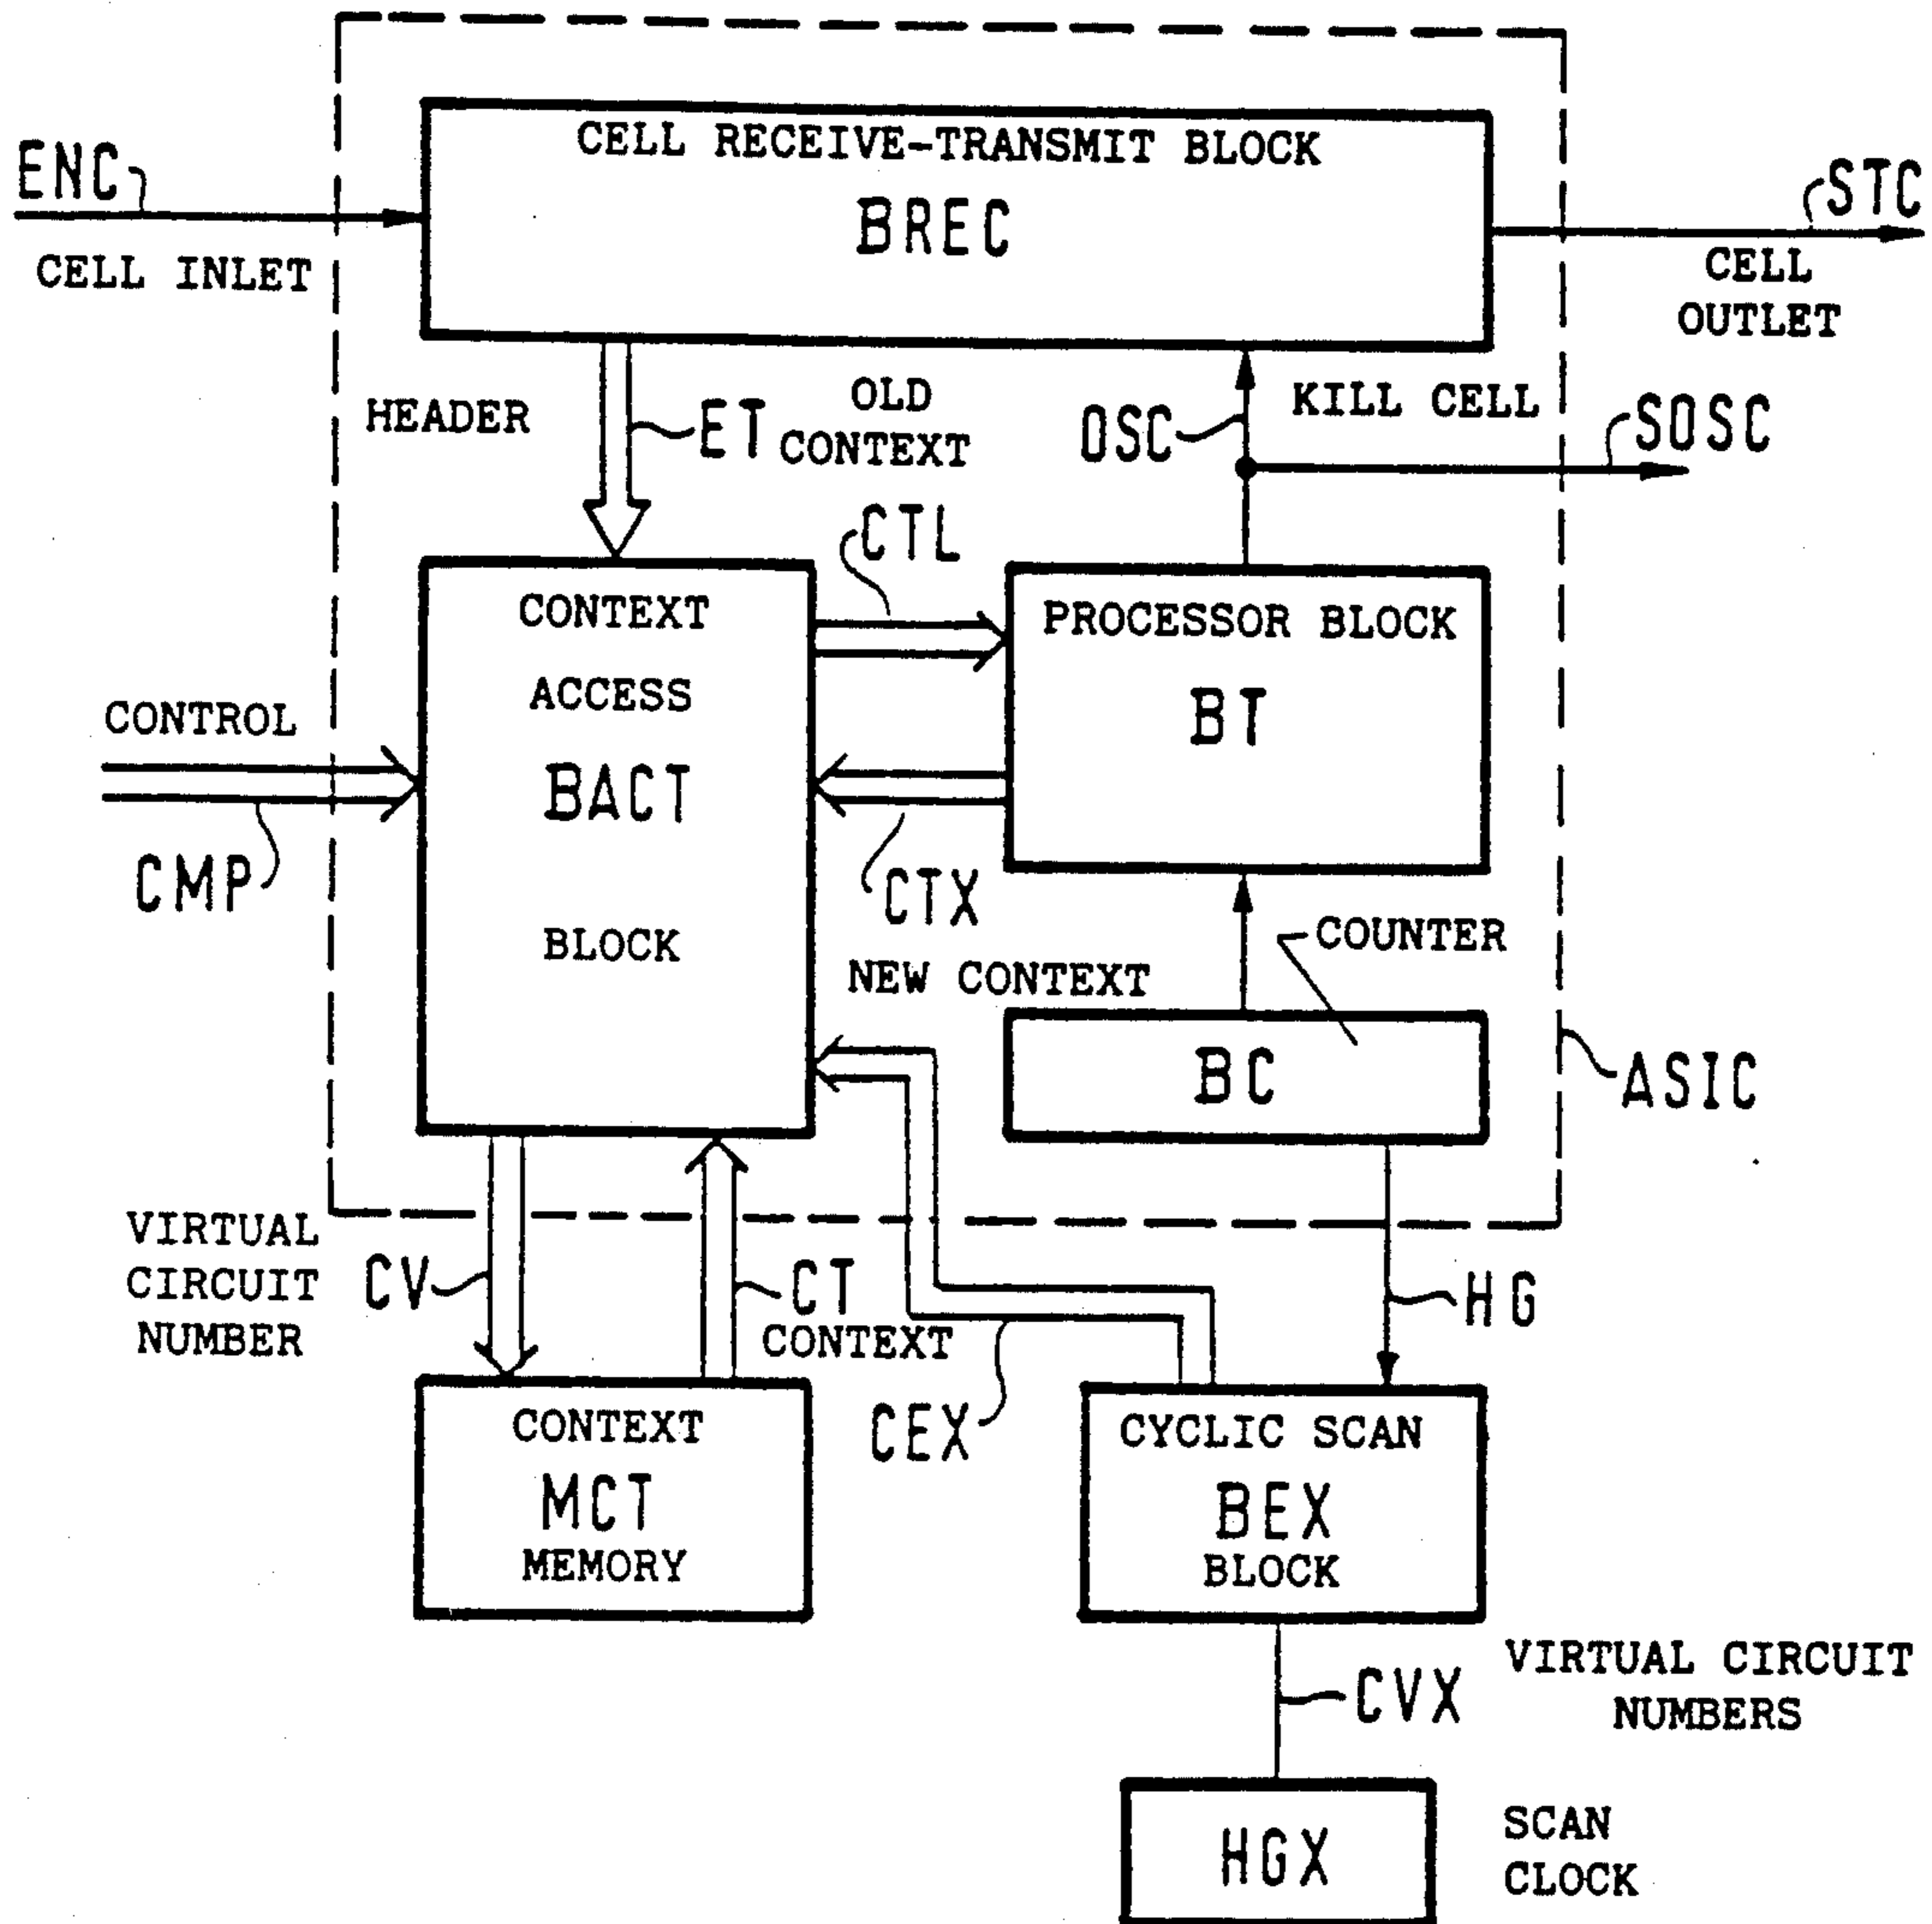 CELL RECEIVE-TRANSMIT BLOCK
BREC
ENC
CELL INLET
STC
CELL
OUTLET
HEADER
ET
OLD
CONTEXT
OSC
KILL CELL
SOSC
CTL
CONTEXT
ACCESS
BACT
BLOCK
PROCESSOR BLOCK
BT
CONTROL
CMP
CTX
NEW CONTEXT
COUNTER
BC
ASIC
VIRTUAL
CIRCUIT
NUMBER
CV
CT
CONTEXT
HG
CEX
CONTEXT
MCT
MEMORY
CYCLIC SCAN
BEX
BLOCK
CVX
VIRTUAL CIRCUIT
NUMBERS
HGX
SCAN
CLOCK